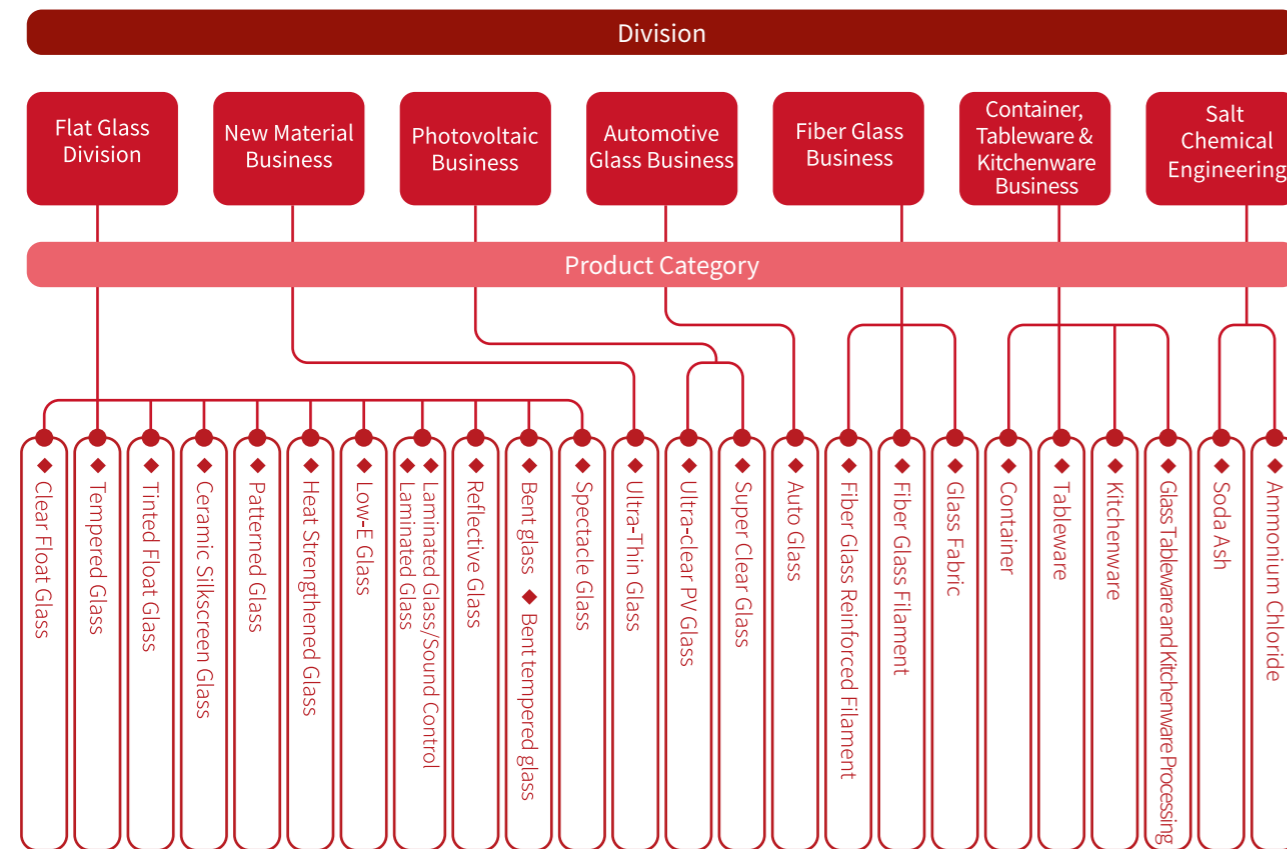 Division
Flat Glass
Division
New Material
Business
Photovoltaic
Business
Automotive
Glass Business
Fiber Glass
Business
Container,
Tableware &
Kitchenware
Business
Salt
Chemical
Engineering
Product Category
◆ Clear Float Glass
◆ Tempered Glass
◆ Tinted Float Glass
◆ Ceramic Silkscreen Glass
◆ Patterned Glass
◆ Heat Strengthened Glass
◆ Low-E Glass
◆ Laminated Glass/Sound Control
◆ Laminated Glass
◆ Reflective Glass
◆ Bent glass ◆ Bent tempered glass
◆ Spectacle Glass
◆ Ultra-Thin Glass
◆ Ultra-clear PV Glass
◆ Super Clear Glass
◆ Auto Glass
◆ Fiber Glass Reinforced Filament
◆ Fiber Glass Filament
◆ Glass Fabric
◆ Container
◆ Tableware
◆ Kitchenware
◆ Glass Tableware and Kitchenware Processing
◆ Soda Ash
◆ Ammonium Chloride